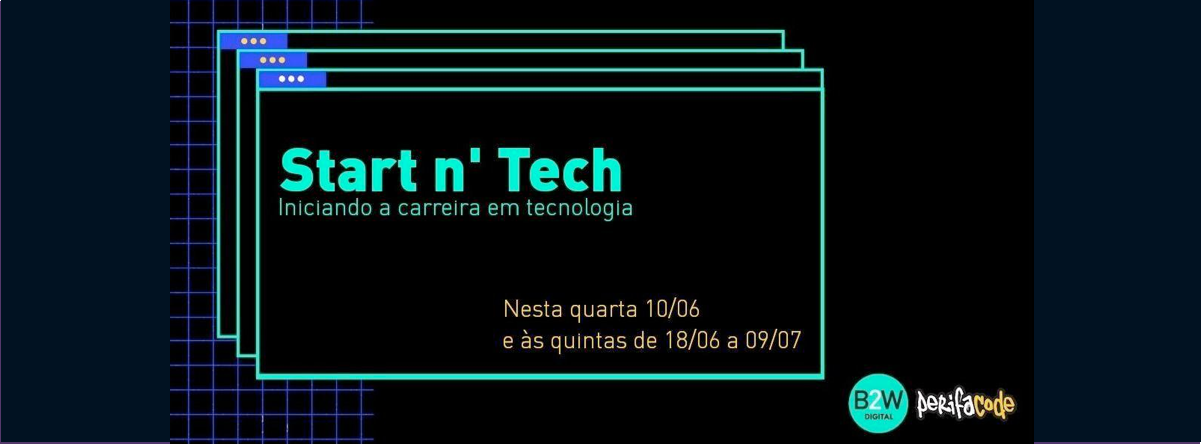 Start n' Tech
Iniciando a carreira em tecnologia
Nesta quarta 10/06
e às quintas de 18/06 a 09/07
B2W
DIGITAL
perifacode